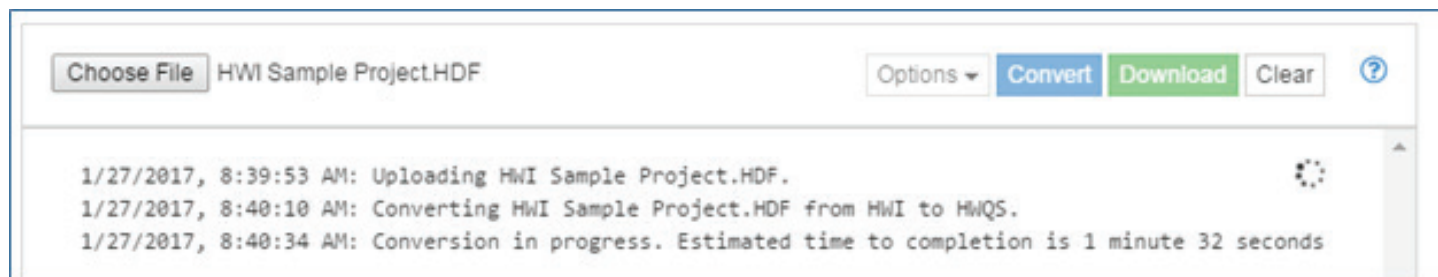 Choose File HWI Sample Project.HDF Options Convert Download Clear ?
1/27/2017, 8:39:53 AM: Uploading HWI Sample Project.HDF.
1/27/2017, 8:40:10 AM: Converting HWI Sample Project.HDF from HWI to HWQS.
1/27/2017, 8:40:34 AM: Conversion in progress. Estimated time to completion is 1 minute 32 seconds